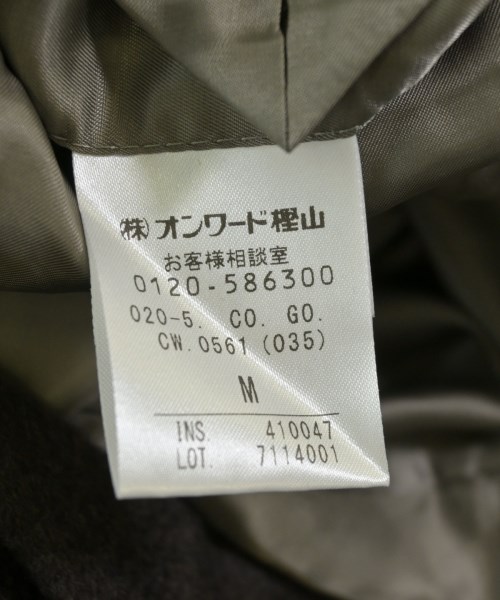 (株)オンワード樫山
お客様相談室
0120-586300
020-5. CO. GO.
CW.0561 (035)
M
INS. 410047
LOT. 7114001